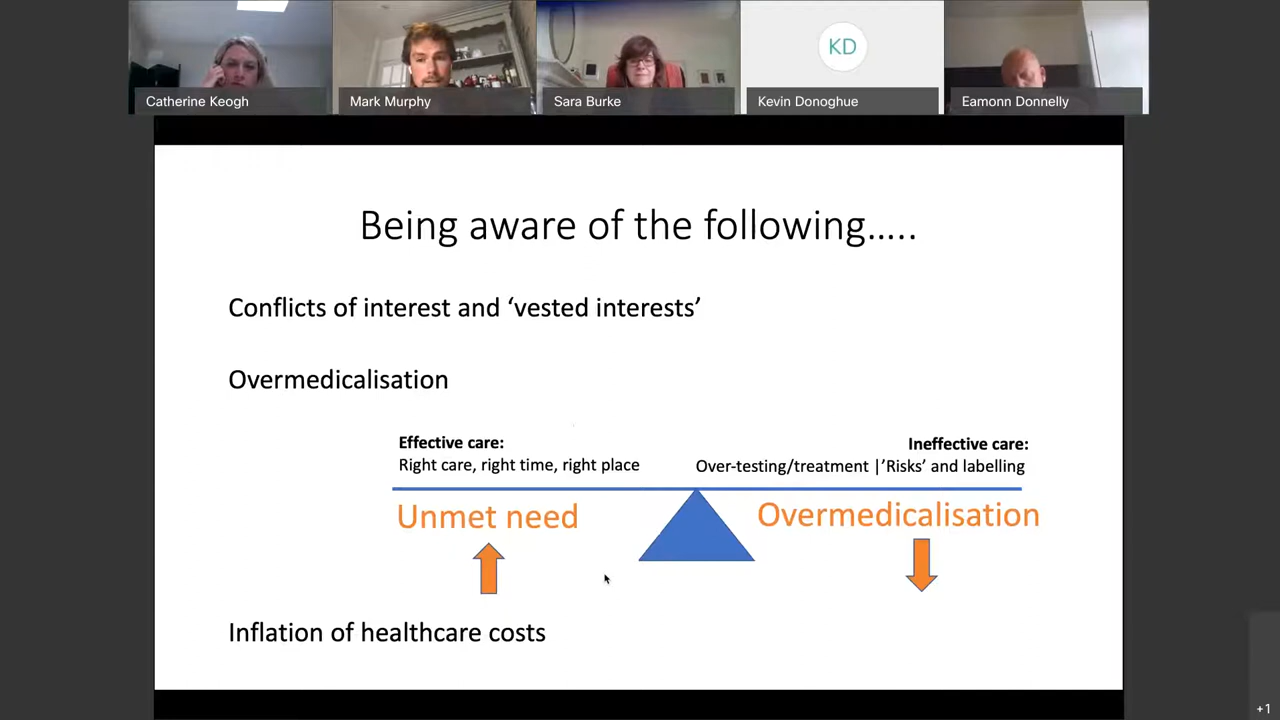 KD
Catherine Keogh
Mark Murphy
Sara Burke
Kevin Donoghue
Eamonn Donnelly
Being aware of the following.....
Conflicts of interest and ‘vested interests’
Overmedicalisation
Effective care:
Right care, right time, right place
Ineffective care:
Over-testing/treatment |’Risks’ and labelling
Unmet need
Overmedicalisation
Inflation of healthcare costs
+1